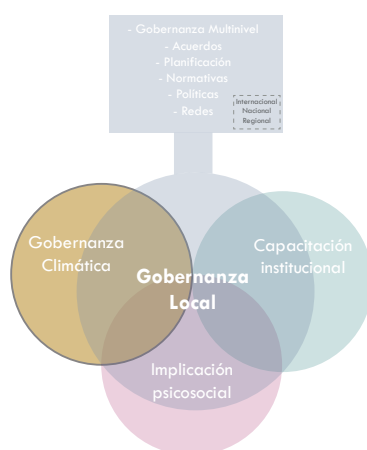 - Gobernanza Multinivel
- Acuerdos
- Planificación
- Normativas
- Políticas
- Redes
Internacional
Nacional
Regional
Gobernanza
Climática
Capacitación
institucional
Gobernanza
Local
Implicación
psicosocial